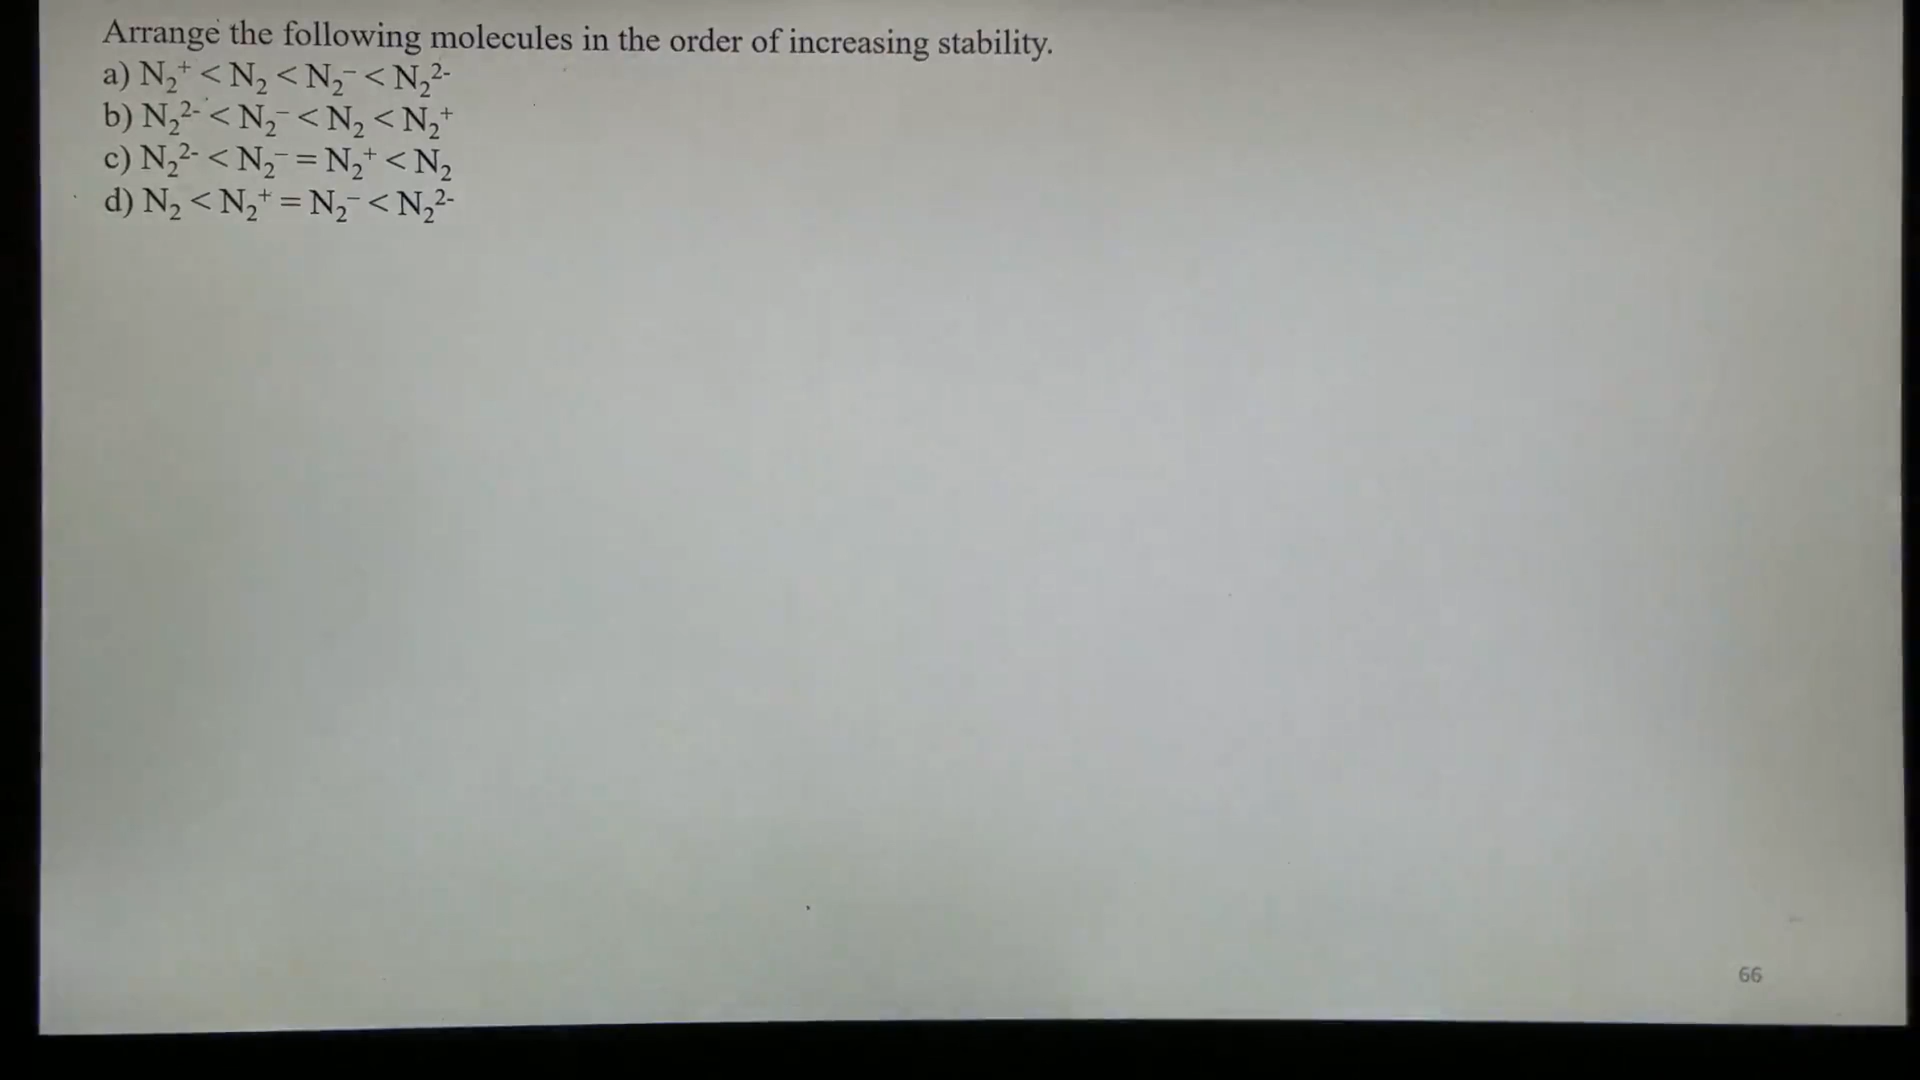 Arrange the following molecules in the order of increasing stability.
a) N₂⁺ < N₂ < N₂⁻ < N₂²⁻
b) N₂²⁻ < N₂⁻ < N₂ < N₂⁺
c) N₂²⁻ < N₂⁻ = N₂⁺ < N₂
d) N₂ < N₂⁺ = N₂⁻ < N₂²⁻
66